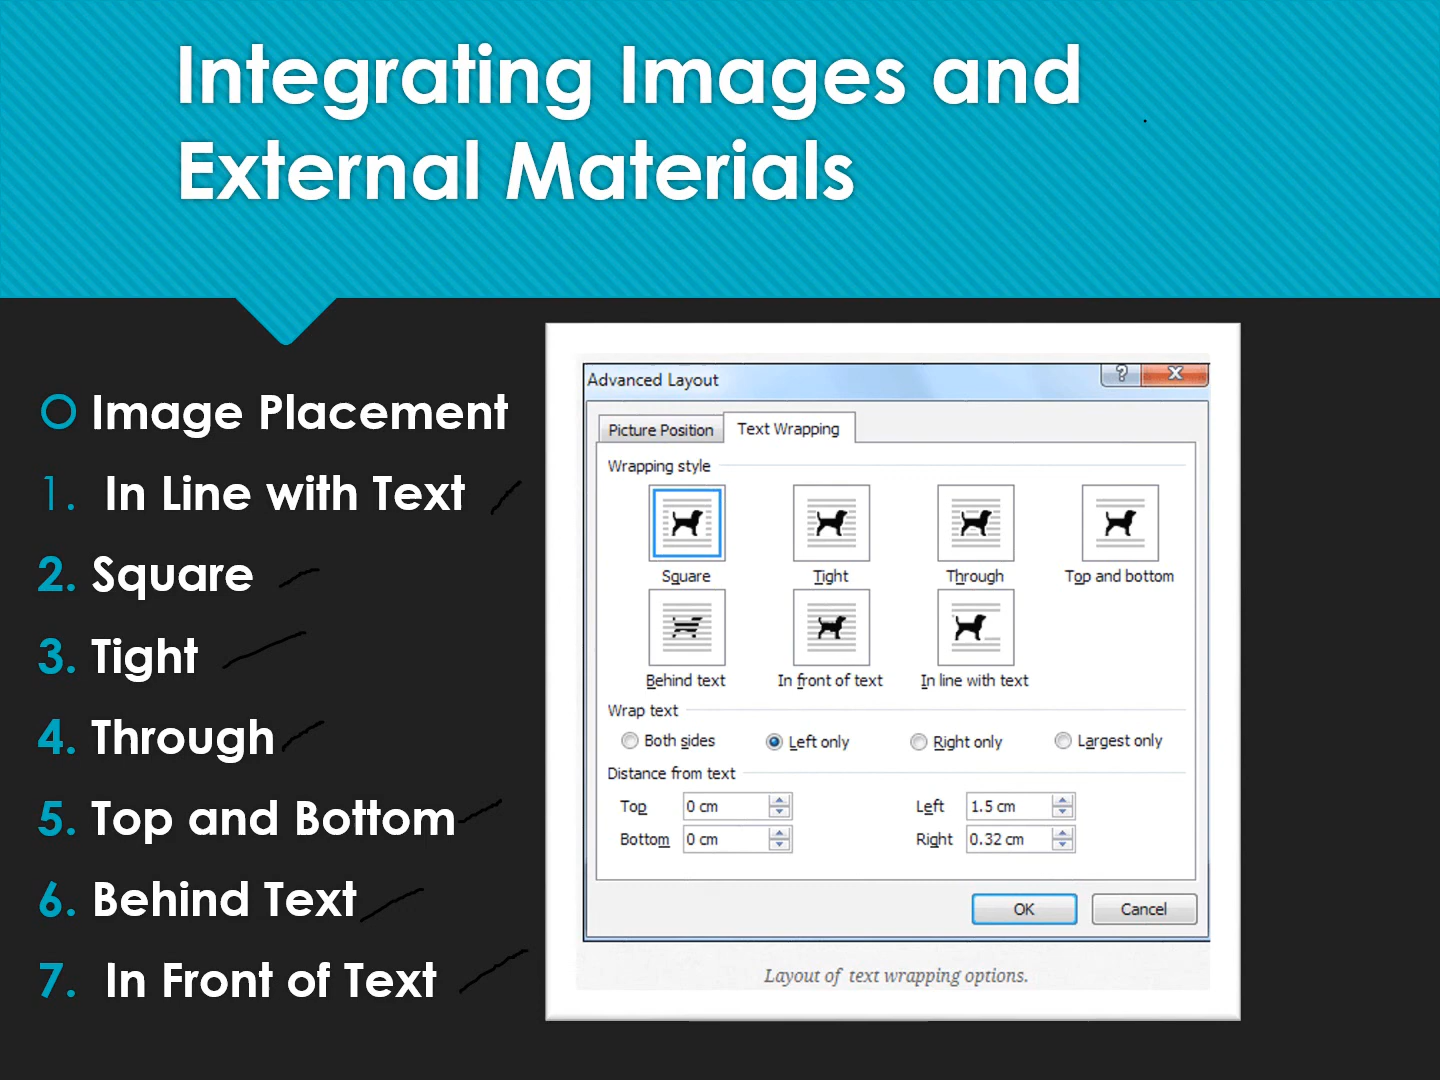 Integrating Images and
External Materials
Image Placement
1. In Line with Text
2. Square
3. Tight
4. Through
5. Top and Bottom
6. Behind Text
7. In Front of Text
Advanced Layout
?
X
Picture Position
Text Wrapping
Wrapping style
Square
Tight
Through
Top and bottom
Behind text
In front of text
In line with text
Wrap text
Both sides
Left only
Right only
Largest only
Distance from text
Top 0 cm Left 1.5 cm
Bottom 0 cm Right 0.32 cm
OK
Cancel
Layout of text wrapping options.